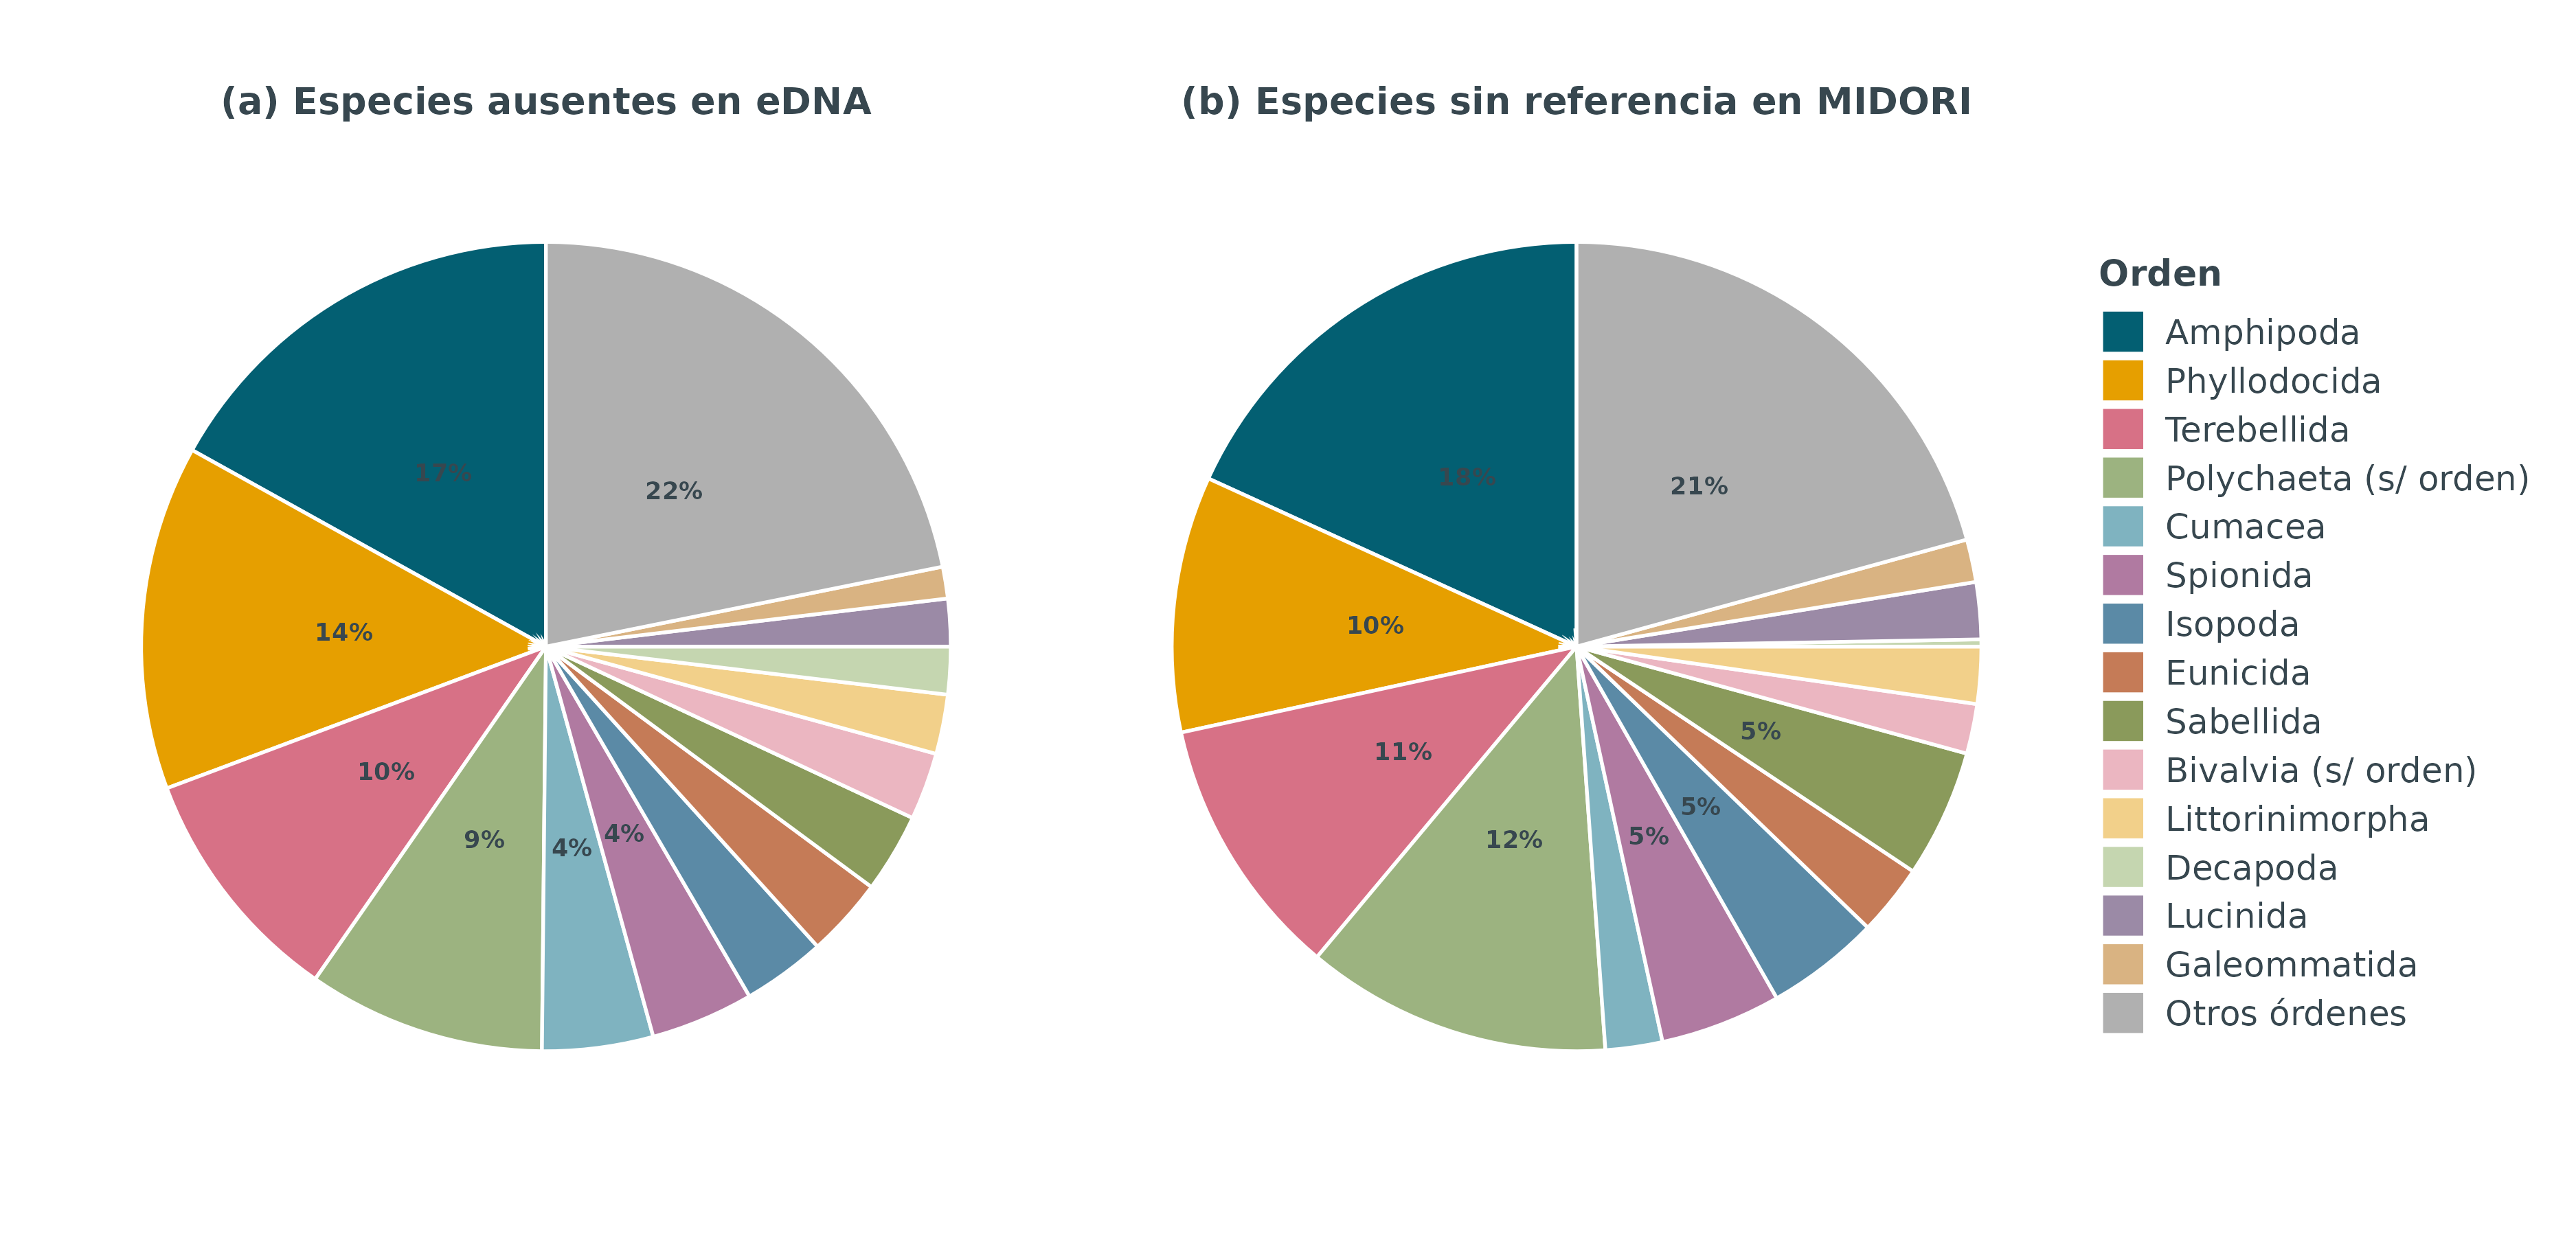 (a) Especies ausentes en eDNA
17%
22%
14%
10%
9%
4%
4%
(b) Especies sin referencia en MIDORI
18%
21%
10%
11%
12%
5%
5%
5%
Orden
Amphipoda
Phyllodocida
Terebellida
Polychaeta (s/ orden)
Cumacea
Spionida
Isopoda
Eunicida
Sabellida
Bivalvia (s/ orden)
Littorinimorpha
Decapoda
Lucinida
Galeommatida
Otros órdenes